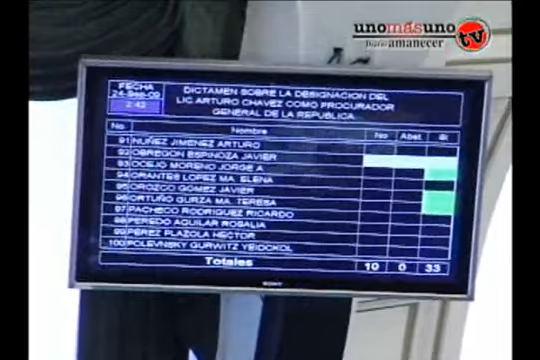 unomásuno tv
diario amanecer
FECHA
24-Sep-09
2:43
DICTAMEN SOBRE LA DESIGNACION DEL
LIC. ARTURO CHAVEZ COMO PROCURADOR
GENERAL DE LA REPUBLICA
No. Nombre No Abst. Si
91 NUÑEZ JIMENEZ ARTURO
92 OBREGON ESPINOZA JAVIER
93 OCEJO MORENO JORGE A
94 ORANTES LOPEZ MA. ELENA
95 OROZCO GOMEZ JAVIER
96 ORTUÑO GURZA MA. TERESA
97 PACHECO RODRIGUEZ RICARDO
98 PEREDO AGUILAR ROSALIA
99 PEREZ PLAZOLA HECTOR
100 POLEVNSKY GURWITZ YEIDCKOL
Totales 10 0 33
SONY